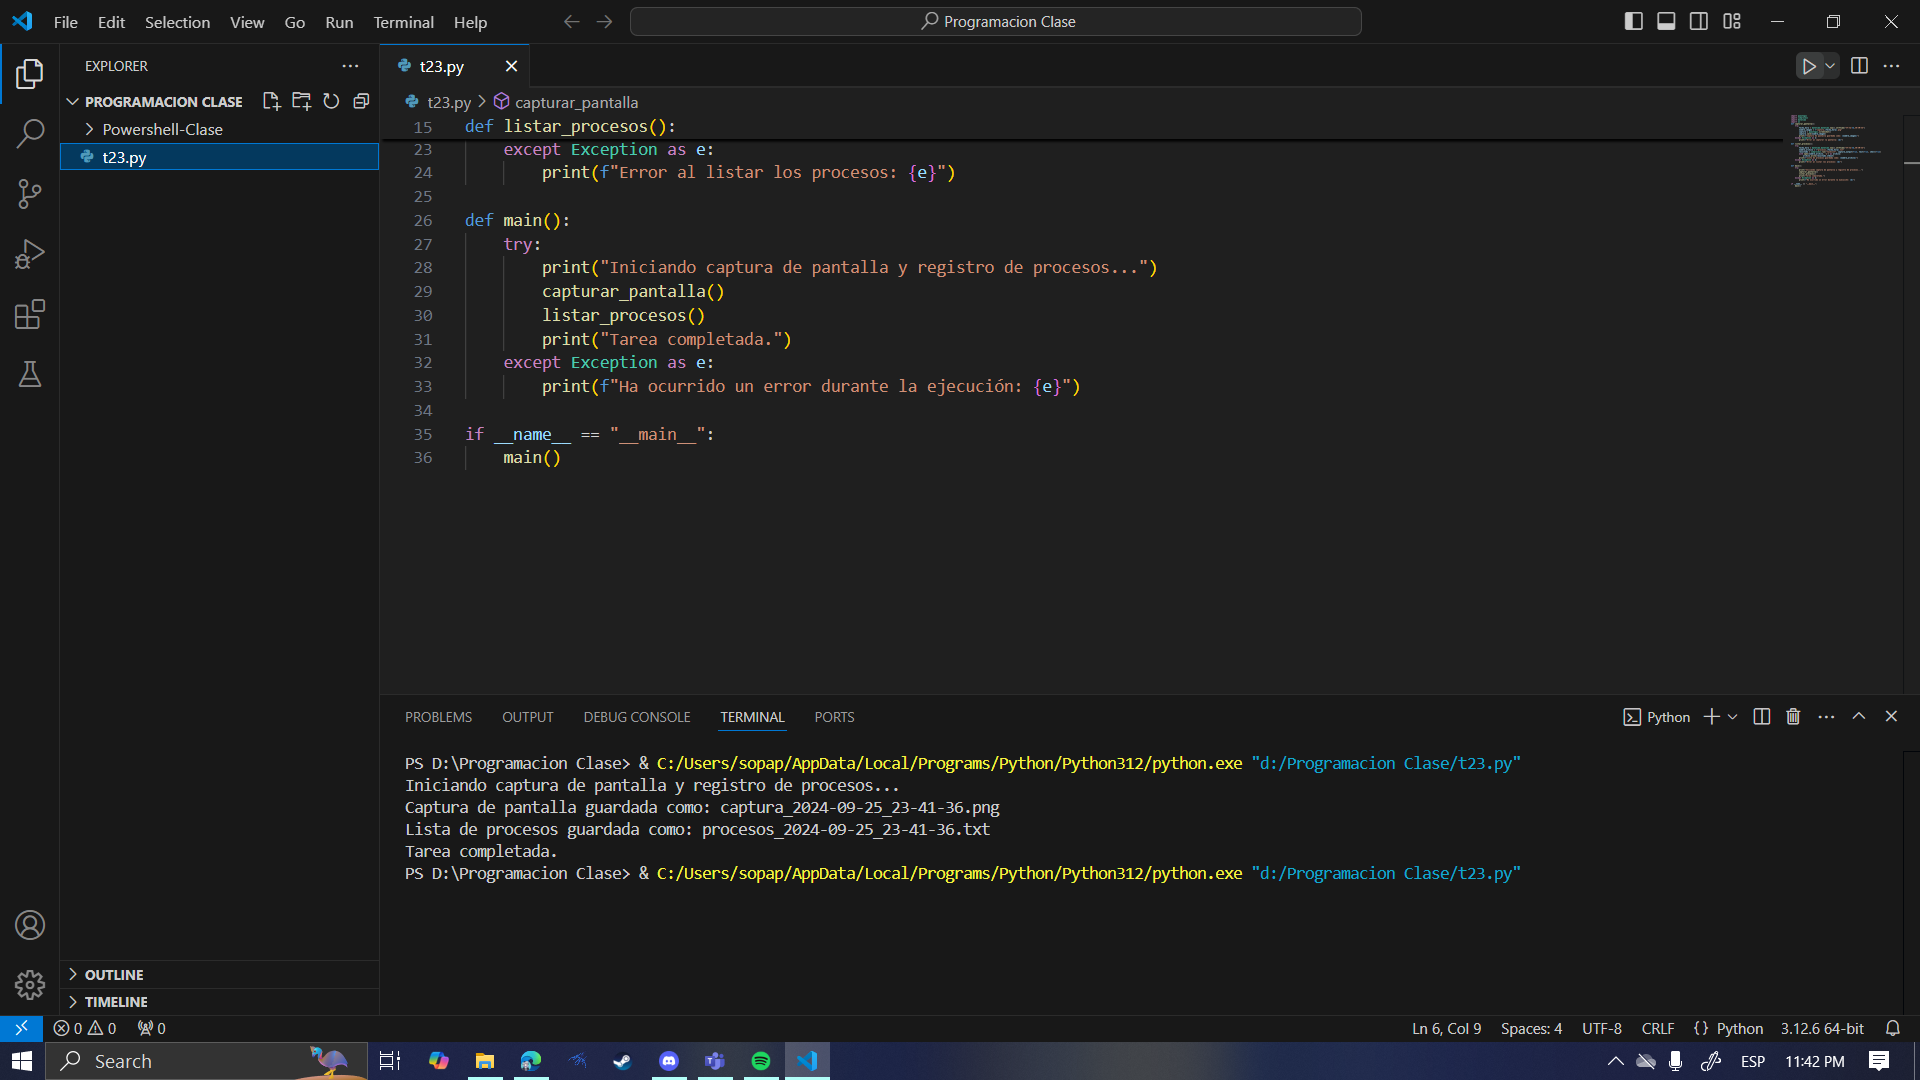 File Edit Selection View Go Run Terminal Help
Programacion Clase
EXPLORER
PROGRAMACION CLASE
Powershell-Clase
t23.py
OUTLINE
TIMELINE
t23.py
t23.py > capturar_pantalla
15 def listar_procesos():
23 except Exception as e:
24 print(f"Error al listar los procesos: {e}")
25
26 def main():
27 try:
28 print("Iniciando captura de pantalla y registro de procesos...")
29 capturar_pantalla()
30 listar_procesos()
31 print("Tarea completada.")
32 except Exception as e:
33 print(f"Ha ocurrido un error durante la ejecución: {e}")
34
35 if __name__ == "__main__":
36 main()
PROBLEMS OUTPUT DEBUG CONSOLE TERMINAL PORTS
Python
PS D:\Programacion Clase> & C:/Users/sopap/AppData/Local/Programs/Python/Python312/python.exe "d:/Programacion Clase/t23.py"
Iniciando captura de pantalla y registro de procesos...
Captura de pantalla guardada como: captura_2024-09-25_23-41-36.png
Lista de procesos guardada como: procesos_2024-09-25_23-41-36.txt
Tarea completada.
PS D:\Programacion Clase> & C:/Users/sopap/AppData/Local/Programs/Python/Python312/python.exe "d:/Programacion Clase/t23.py"
0 0 0 Ln 6, Col 9 Spaces: 4 UTF-8 CRLF {} Python 3.12.6 64-bit
Search ESP 11:42 PM